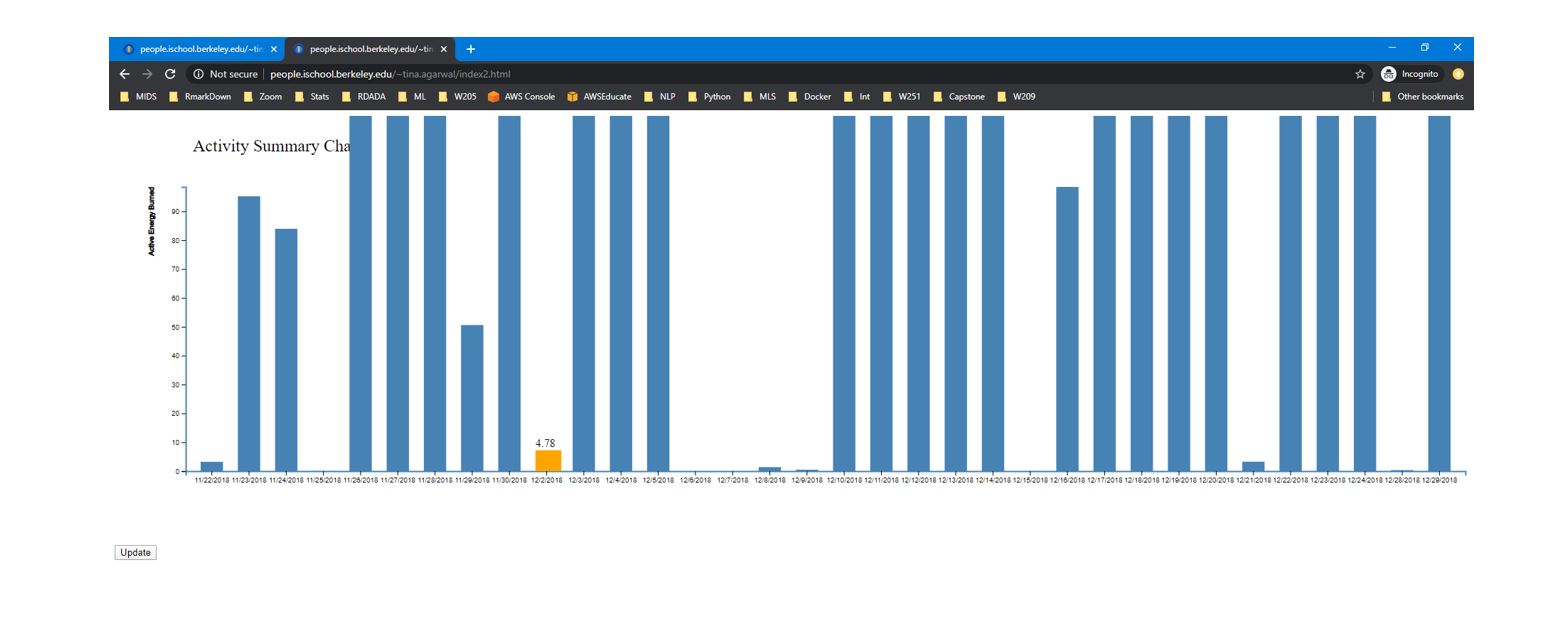 people.ischool.berkeley.edu/~tin
people.ischool.berkeley.edu/~tin
Not secure
people.ischool.berkeley.edu/~tina.agarwal/index2.html
Incognito
MIDS RmarkDown Zoom Stats RDADA ML W205 AWS Console AWSEducate NLP Python MLS Docker Int W251 Capstone W209 Other bookmarks
Activity Summary Cha
Active Energy Burned
90
80
70
60
50
40
30
20
10
0
4.78
11/22/2018 11/23/2018 11/24/2018 11/25/2018 11/26/2018 11/27/2018 11/28/2018 11/29/2018 11/30/2018 12/2/2018 12/3/2018 12/4/2018 12/5/2018 12/6/2018 12/7/2018 12/8/2018 12/9/2018 12/10/2018 12/11/2018 12/12/2018 12/13/2018 12/14/2018 12/15/2018 12/16/2018 12/17/2018 12/18/2018 12/19/2018 12/20/2018 12/21/2018 12/22/2018 12/23/2018 12/24/2018 12/28/2018 12/29/2018
Update